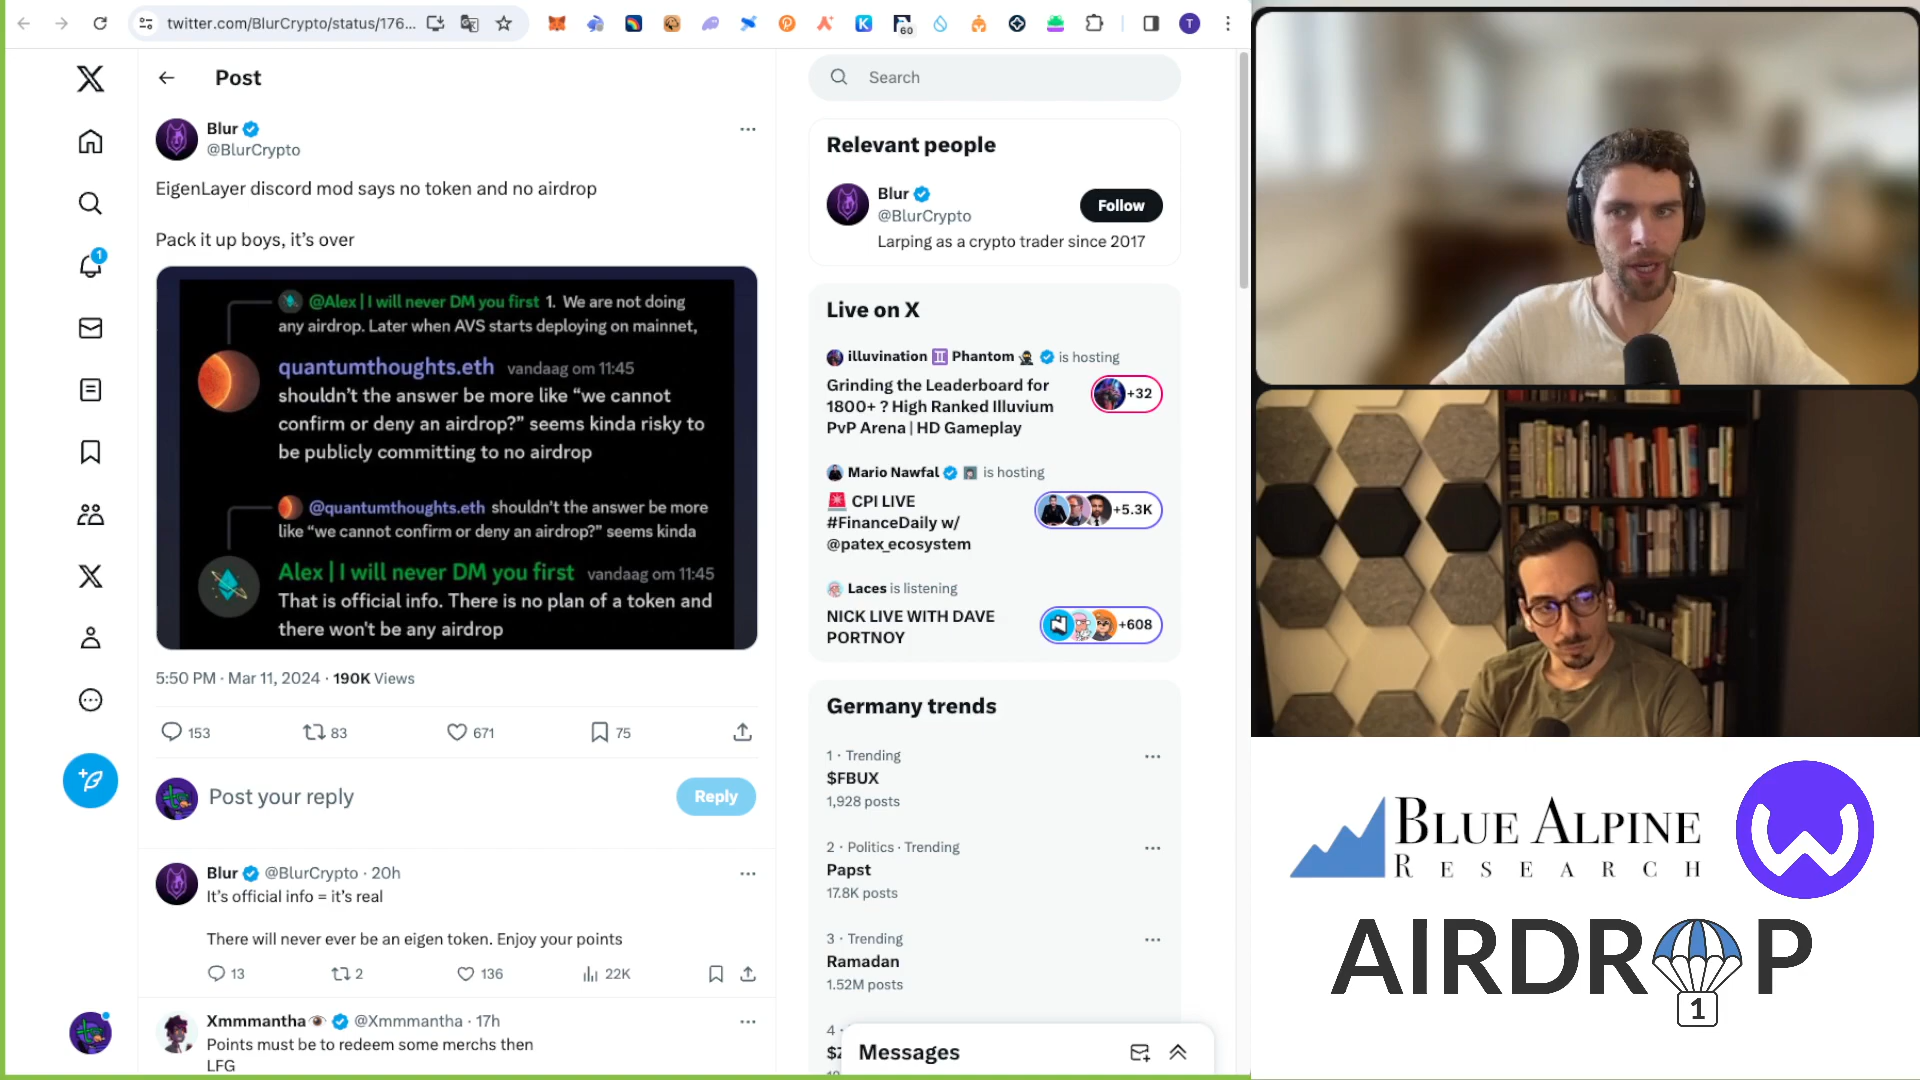 twitter.com/BlurCrypto/status/176...
60
T
Post
Search
Blur
@BlurCrypto
EigenLayer discord mod says no token and no airdrop
Pack it up boys, it's over
@Alex | I will never DM you first 1. We are not doing
any airdrop. Later when AVS starts deploying on mainnet,
quantumthoughts.eth vandaag om 11:45
shouldn't the answer be more like “we cannot
confirm or deny an airdrop?” seems kinda risky to
be publicly committing to no airdrop
@quantumthoughts.eth shouldn't the answer be more
like “we cannot confirm or deny an airdrop?” seems kinda
Alex | I will never DM you first vandaag om 11:45
That is official info. There is no plan of a token and
there won't be any airdrop
5:50 PM · Mar 11, 2024 · 190K Views
153
83
671
75
Post your reply
Reply
Blur @BlurCrypto · 20h
It's official info = it's real
There will never ever be an eigen token. Enjoy your points
13
2
136
22K
Xmmmantha @Xmmmantha · 17h
Points must be to redeem some merchs then
LFG
1
Relevant people
Blur
@BlurCrypto
Follow
Larping as a crypto trader since 2017
Live on X
illuvination Phantom is hosting
Grinding the Leaderboard for
1800+ ? High Ranked Illuvium
PvP Arena | HD Gameplay
+32
Mario Nawfal is hosting
CPI LIVE
#FinanceDaily w/
@patex_ecosystem
+5.3K
Laces is listening
NICK LIVE WITH DAVE
PORTNOY
+608
Germany trends
1 · Trending
$FBUX
1,928 posts
2 · Politics · Trending
Papst
17.8K posts
3 · Trending
Ramadan
1.52M posts
4 ·
Messages
BLUE ALPINE
RESEARCH
AIRDROP
1